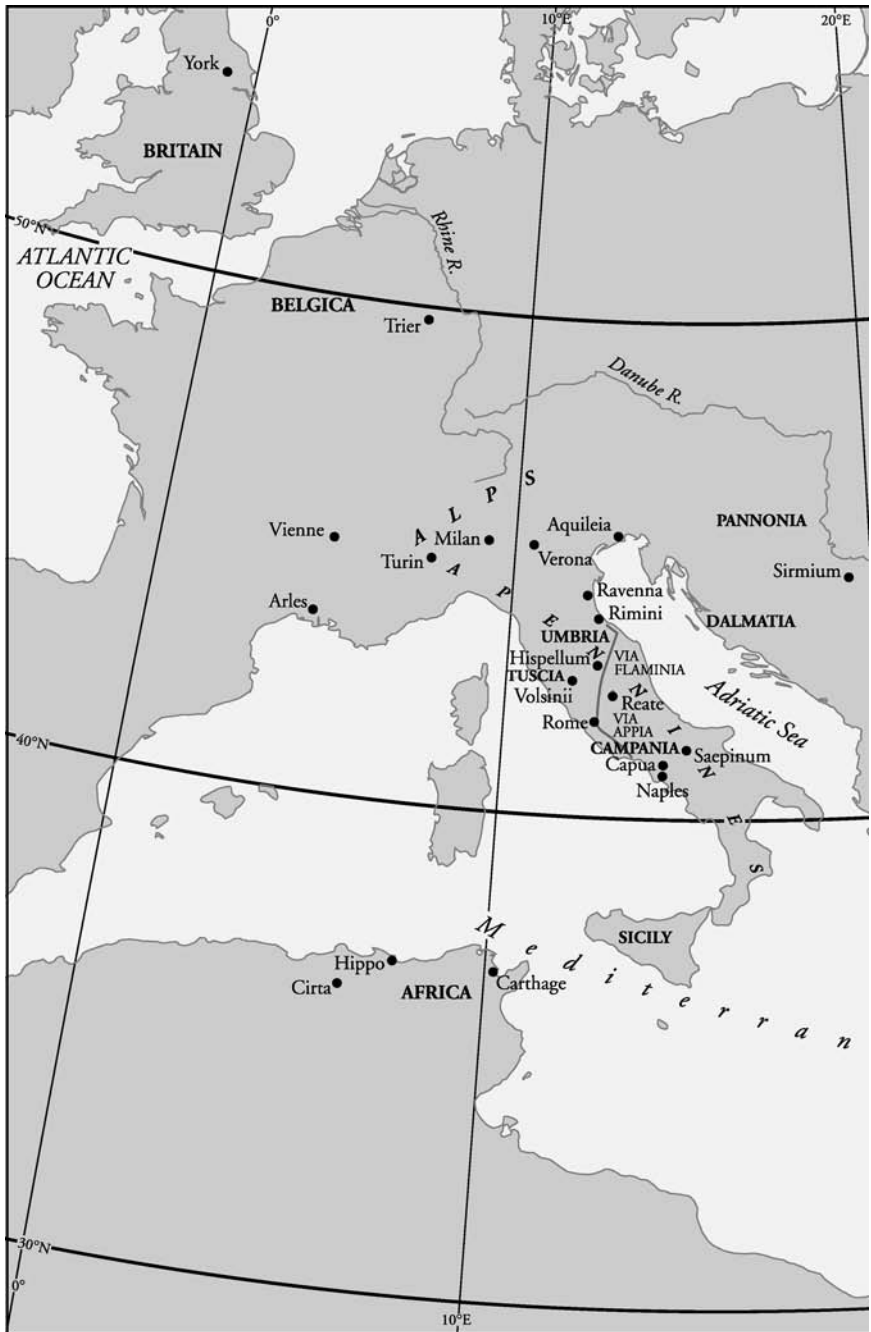 0°
10°E
20°E
York
BRITAIN
50°N
ATLANTIC
OCEAN
Rhine R.
BELGICA
Trier
Danube R.
ALPS
Vienne
Milan
Turin
Aquileia
Verona
PANNONIA
Sirmium
Arles
Ravenna
Rimini
DALMATIA
APENNINES
UMBRIA
Hispellum
VIA
FLAMINIA
TUSCIA
Volsinii
Reate
Adriatic Sea
Rome
VIA
APPIA
CAMPANIA
Saepinum
Capua
Naples
40°N
Mediterran
SICILY
Hippo
Cirta
AFRICA
Carthage
30°N
0°
10°E